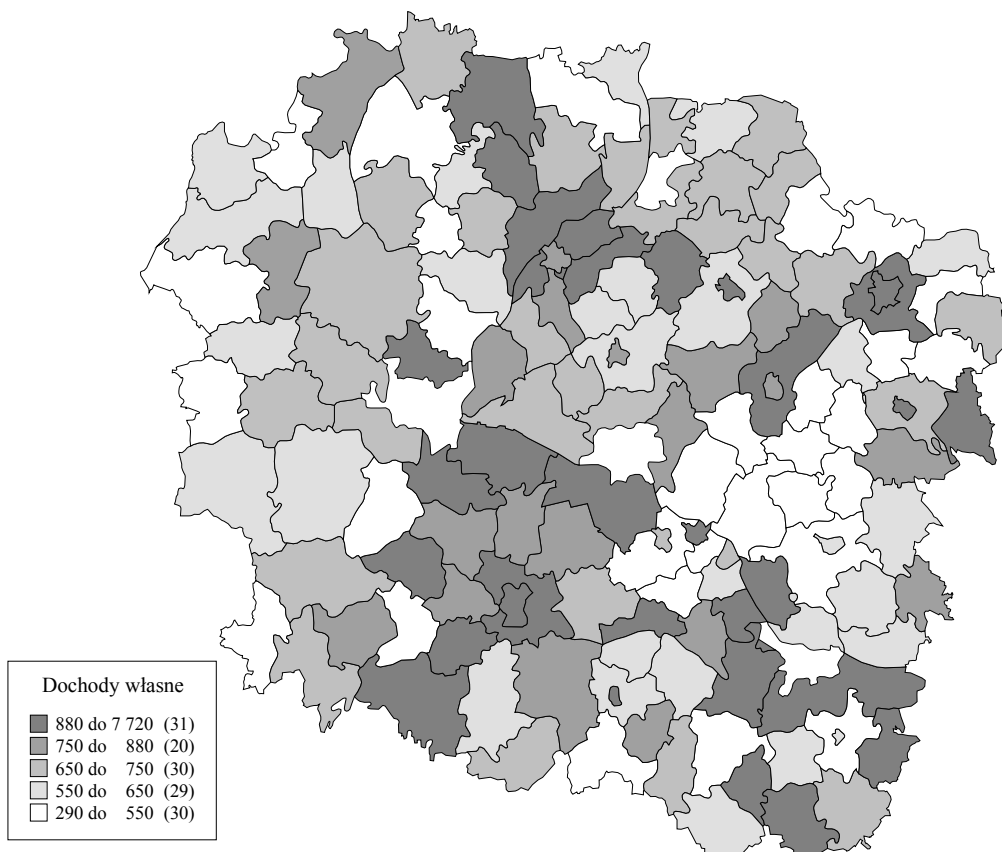 Dochody własne
880 do 7 720 (31)
750 do 880 (20)
650 do 750 (30)
550 do 650 (29)
290 do 550 (30)